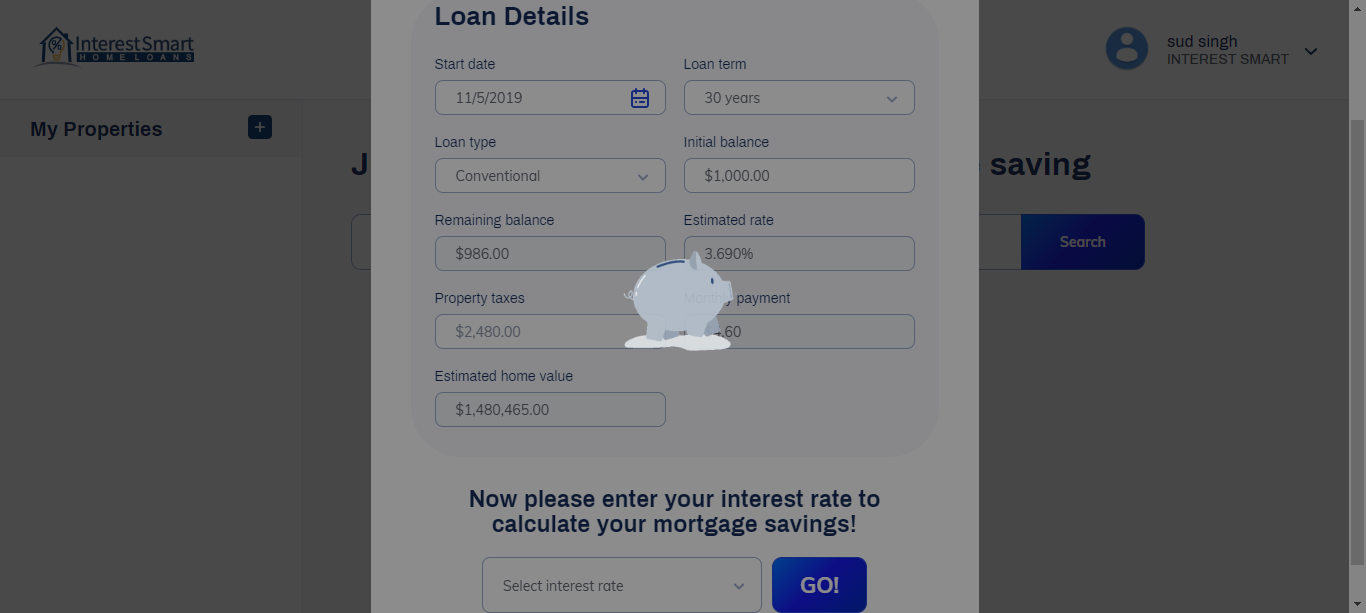 InterestSmart
HOME LOANS
sud singh
INTEREST SMART
My Properties
+
J
saving
Search
Loan Details
Start date
Loan term
11/5/2019
30 years
Loan type
Initial balance
Conventional
$1,000.00
Remaining balance
Estimated rate
$986.00
3.690%
Property taxes
Monthly payment
$2,480.00
.60
Estimated home value
$1,480,465.00
Now please enter your interest rate to
calculate your mortgage savings!
Select interest rate
GO!